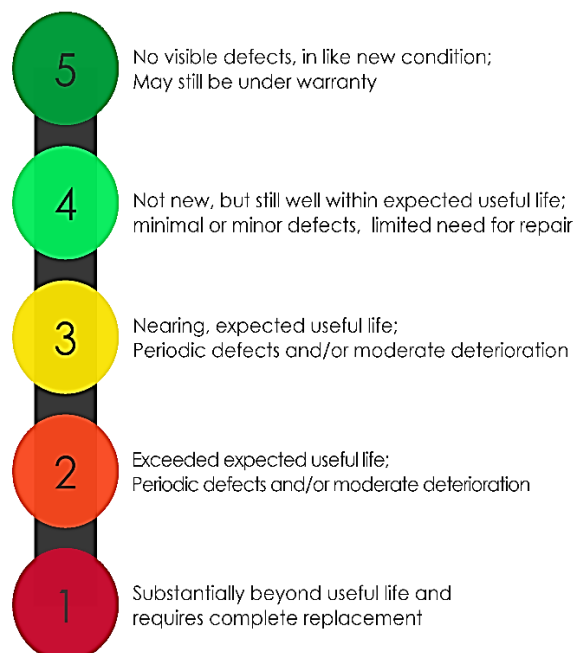 5
No visible defects, in like new condition;
May still be under warranty
4
Not new, but still well within expected useful life;
minimal or minor defects, limited need for repair
3
Nearing, expected useful life;
Periodic defects and/or moderate deterioration
2
Exceeded expected useful life;
Periodic defects and/or moderate deterioration
1
Substantially beyond useful life and
requires complete replacement